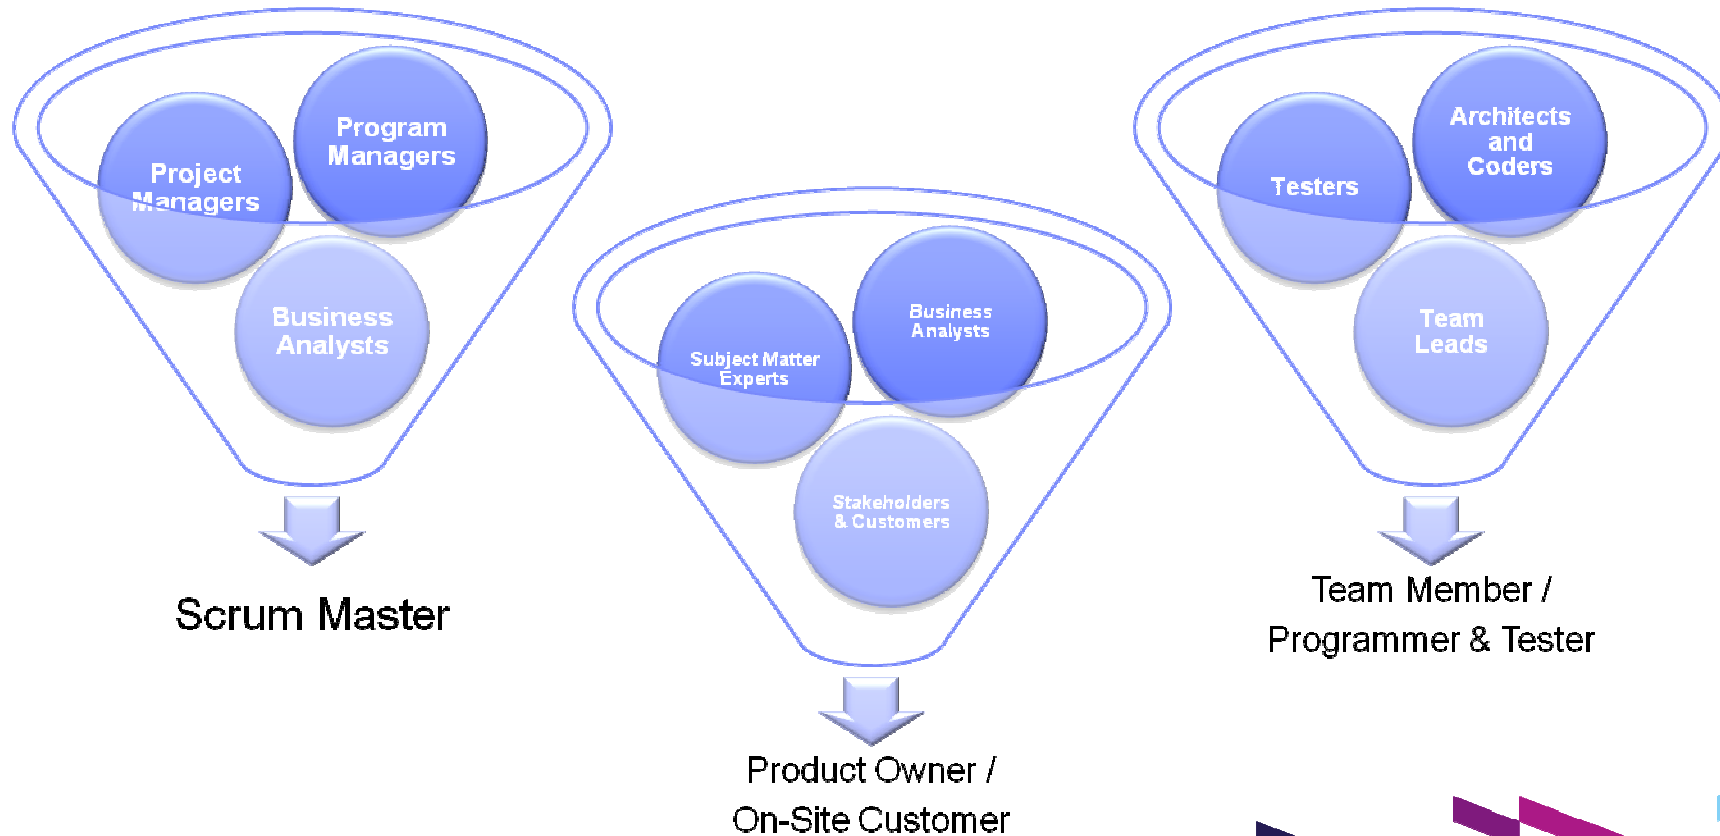 Program
Managers
Project
Managers
Business
Analysts
Scrum Master
Business
Analysts
Subject Matter
Experts
Stakeholders
& Customers
Product Owner /
On-Site Customer
Architects
and
Coders
Testers
Team
Leads
Team Member /
Programmer & Tester